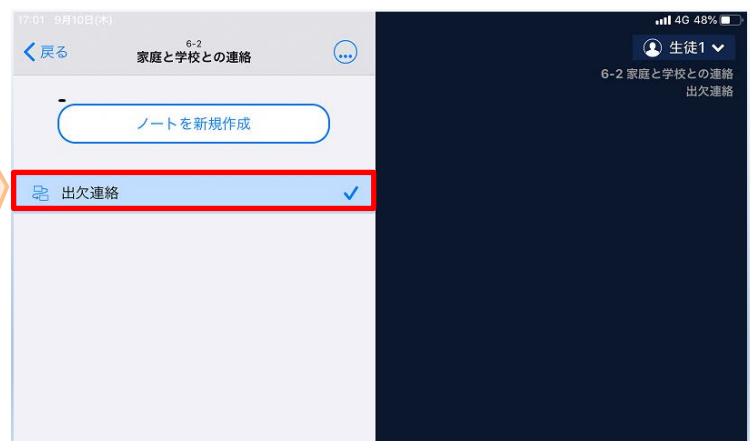 17:01 9月10日(木)
4G 48%
戻る
6-2
家庭と学校との連絡
生徒1
6-2 家庭と学校との連絡
出欠連絡
ノートを新規作成
出欠連絡